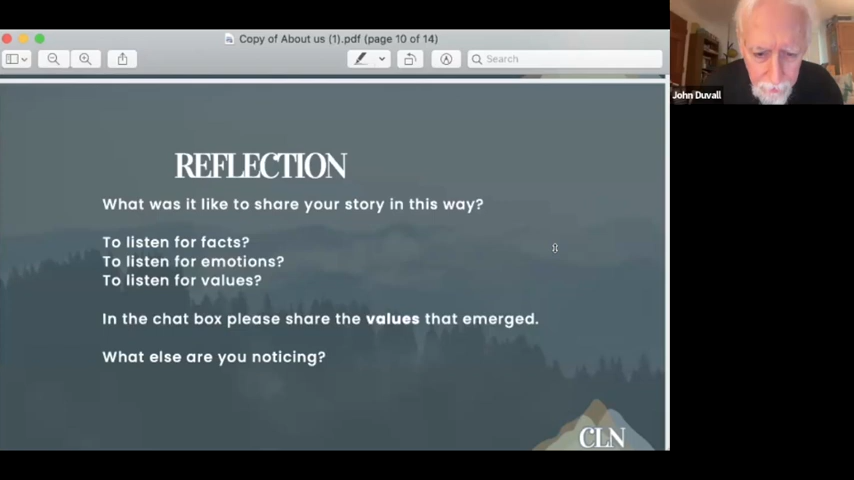 Copy of About us (1).pdf (page 10 of 14)
Search
John Duvall
REFLECTION
What was it like to share your story in this way?
To listen for facts?
To listen for emotions?
To listen for values?
In the chat box please share the values that emerged.
What else are you noticing?
CLN